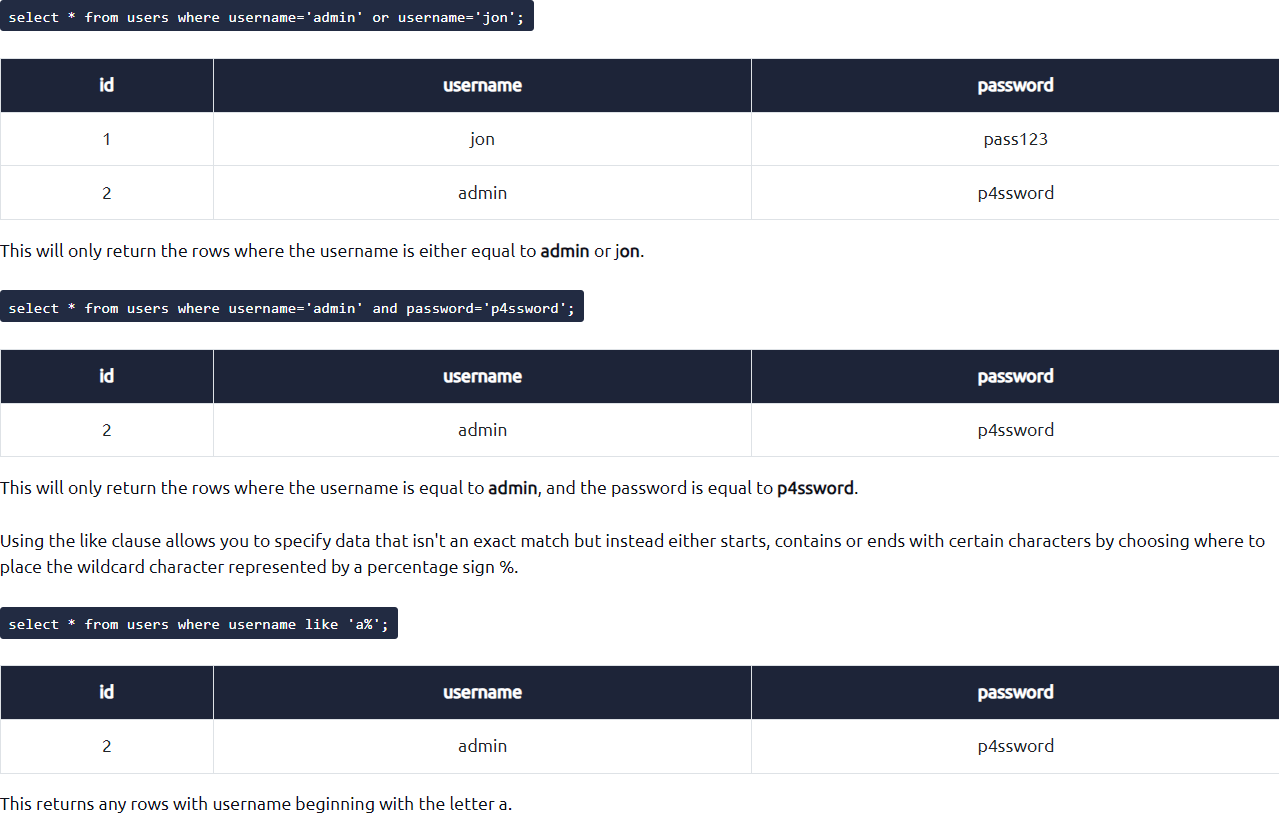 select * from users where username='admin' or username='jon';
id username password
1 jon pass123
2 admin p4ssword
This will only return the rows where the username is either equal to admin or jon.
select * from users where username='admin' and password='p4ssword';
id username password
2 admin p4ssword
This will only return the rows where the username is equal to admin, and the password is equal to p4ssword.
Using the like clause allows you to specify data that isn't an exact match but instead either starts, contains or ends with certain characters by choosing where to
place the wildcard character represented by a percentage sign %.
select * from users where username like 'a%';
id username password
2 admin p4ssword
This returns any rows with username beginning with the letter a.